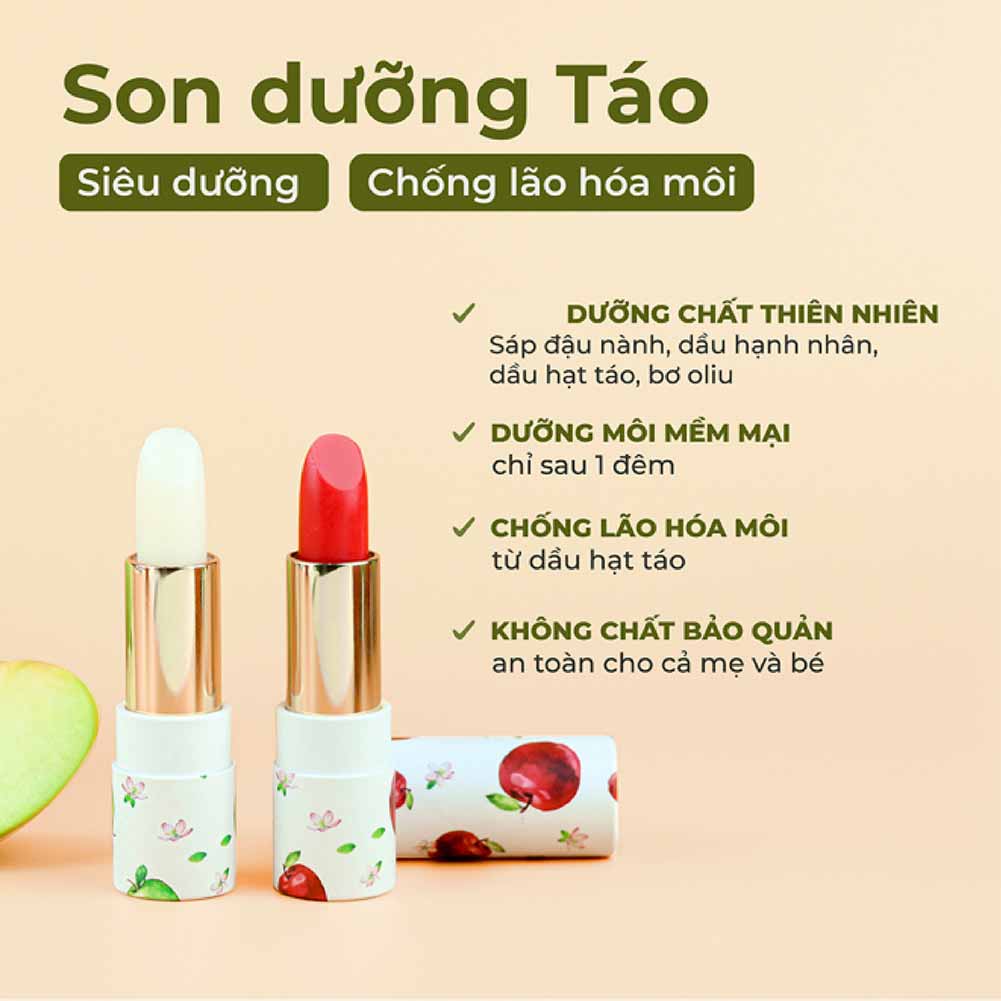 Son dưỡng Táo
Siêu dưỡng
Chống lão hóa môi
DƯỠNG CHẤT THIÊN NHIÊN
Sáp đậu nành, dầu hạnh nhân,
dầu hạt táo, bơ oliu
DƯỠNG MÔI MỀM MẠI
chỉ sau 1 đêm
CHỐNG LÃO HÓA MÔI
từ dầu hạt táo
KHÔNG CHẤT BẢO QUẢN
an toàn cho cả mẹ và bé